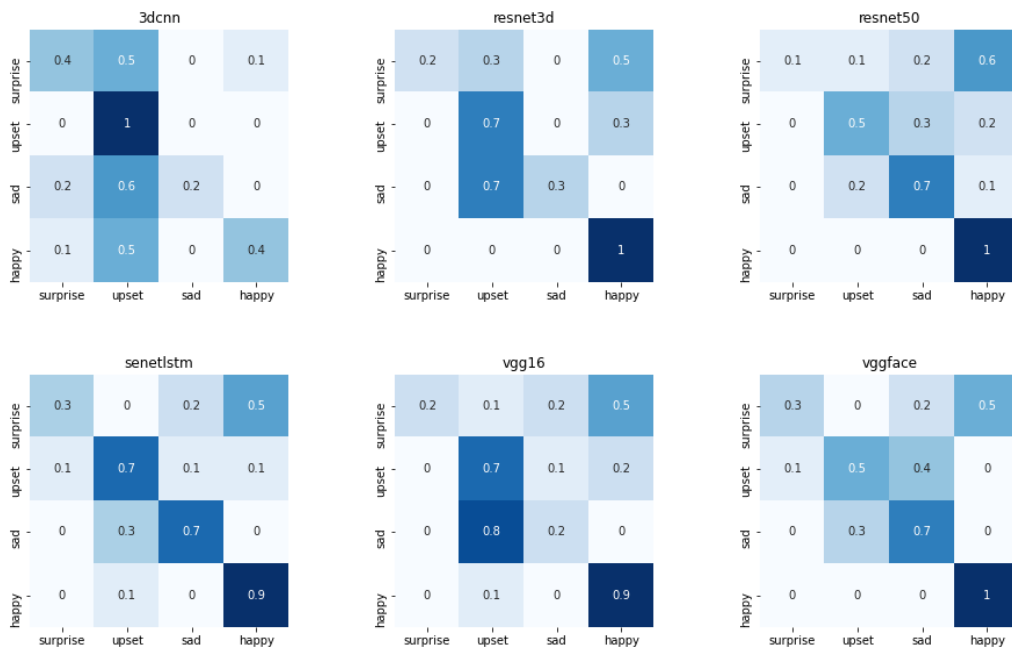 3dcnn
surprise 0.4 0.5 0 0.1
upset 0 1 0 0
sad 0.2 0.6 0.2 0
happy 0.1 0.5 0 0.4
surprise upset sad happy
resnet3d
surprise 0.2 0.3 0 0.5
upset 0 0.7 0 0.3
sad 0 0.7 0.3 0
happy 0 0 0 1
surprise upset sad happy
resnet50
surprise 0.1 0.1 0.2 0.6
upset 0 0.5 0.3 0.2
sad 0 0.2 0.7 0.1
happy 0 0 0 1
surprise upset sad happy
senetlstm
surprise 0.3 0 0.2 0.5
upset 0.1 0.7 0.1 0.1
sad 0 0.3 0.7 0
happy 0 0.1 0 0.9
surprise upset sad happy
vgg16
surprise 0.2 0.1 0.2 0.5
upset 0 0.7 0.1 0.2
sad 0 0.8 0.2 0
happy 0 0.1 0 0.9
surprise upset sad happy
vggface
surprise 0.3 0 0.2 0.5
upset 0.1 0.5 0.4 0
sad 0 0.3 0.7 0
happy 0 0 0 1
surprise upset sad happy